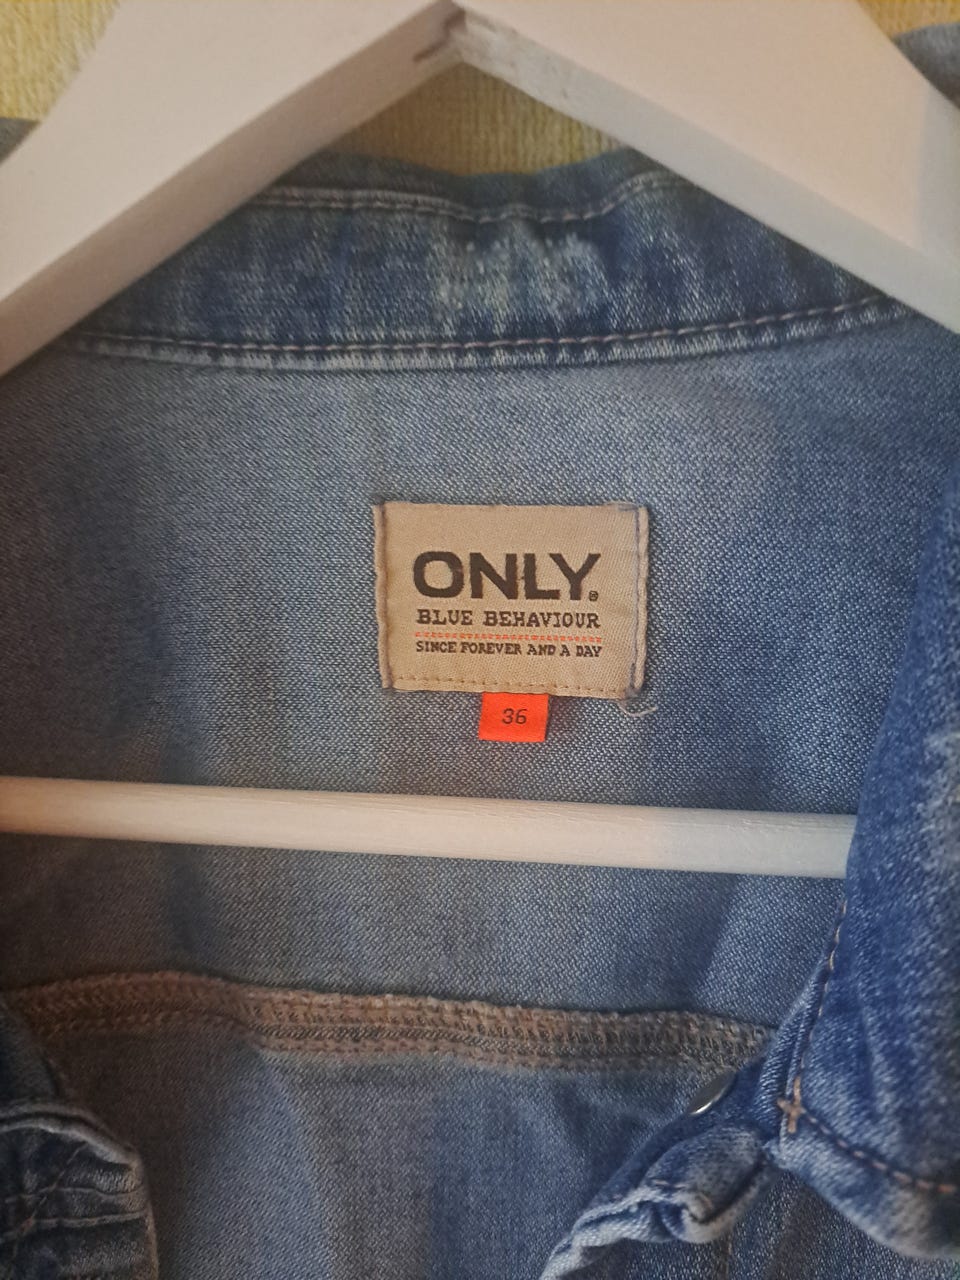 ONLY®
BLUE BEHAVIOUR
SINCE FOREVER AND A DAY
36